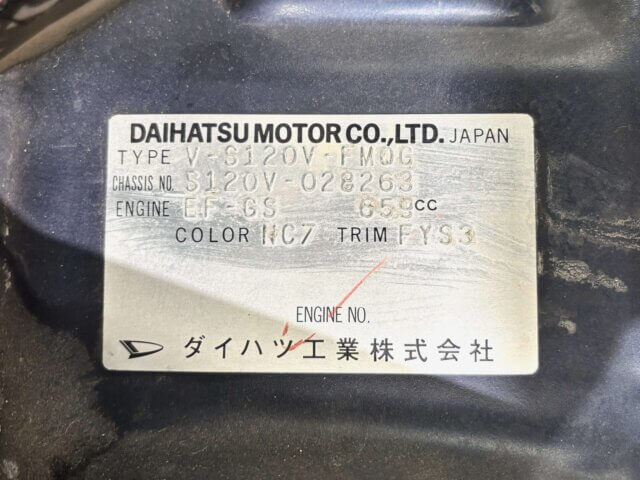 DAIHATSU MOTOR CO.,LTD. JAPAN
TYPE V-S120V-FMQG
CHASSIS NO. S120V-028263
ENGINE EF-GS 659CC
COLOR NC7 TRIM FYS3
ENGINE NO.
ダイハツ工業株式会社